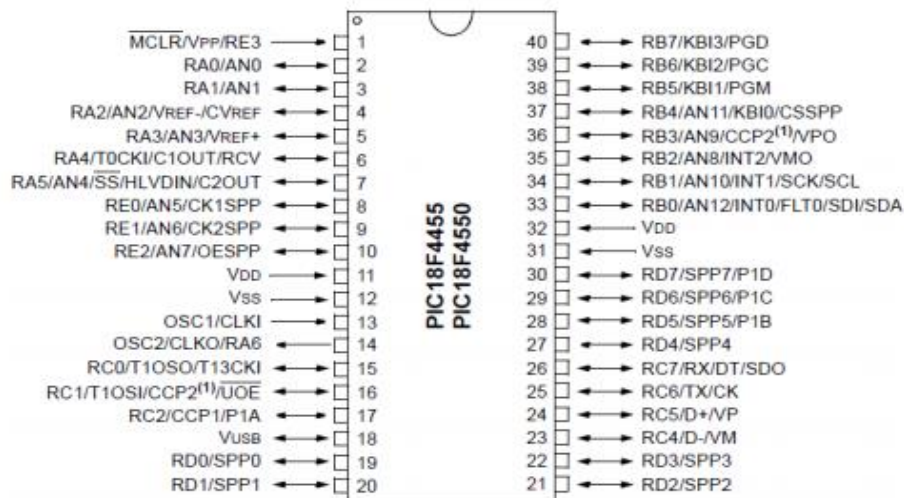 MCLR/VPP/RE3 1
RA0/AN0 2
RA1/AN1 3
RA2/AN2/VREF-/CVREF 4
RA3/AN3/VREF+ 5
RA4/T0CKI/C1OUT/RCV 6
RA5/AN4/SS/HLVDIN/C2OUT 7
RE0/AN5/CK1SPP 8
RE1/AN6/CK2SPP 9
RE2/AN7/OESPP 10
VDD 11
VSS 12
OSC1/CLKI 13
OSC2/CLKO/RA6 14
RC0/T1OSO/T13CKI 15
RC1/T1OSI/CCP2(1)/UOE 16
RC2/CCP1/P1A 17
VUSB 18
RD0/SPP0 19
RD1/SPP1 20
PIC18F4455
PIC18F4550
40 RB7/KBI3/PGD
39 RB6/KBI2/PGC
38 RB5/KBI1/PGM
37 RB4/AN11/KBI0/CSSPP
36 RB3/AN9/CCP2(1)/VPO
35 RB2/AN8/INT2/VMO
34 RB1/AN10/INT1/SCK/SCL
33 RB0/AN12/INT0/FLT0/SDI/SDA
32 VDD
31 VSS
30 RD7/SPP7/P1D
29 RD6/SPP6/P1C
28 RD5/SPP5/P1B
27 RD4/SPP4
26 RC7/RX/DT/SDO
25 RC6/TX/CK
24 RC5/D+/VP
23 RC4/D-/VM
22 RD3/SPP3
21 RD2/SPP2